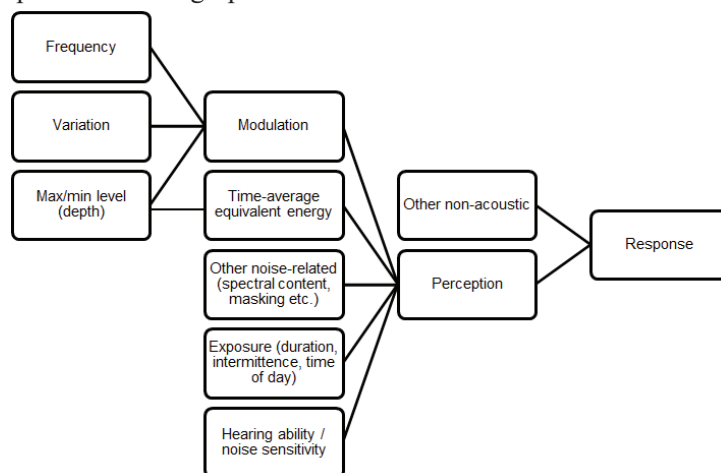 Frequency
Variation
Max/min level
(depth)
Modulation
Time-average
equivalent energy
Other noise-related
(spectral content,
masking etc.)
Exposure (duration,
intermittence, time
of day)
Hearing ability /
noise sensitivity
Other non-acoustic
Perception
Response